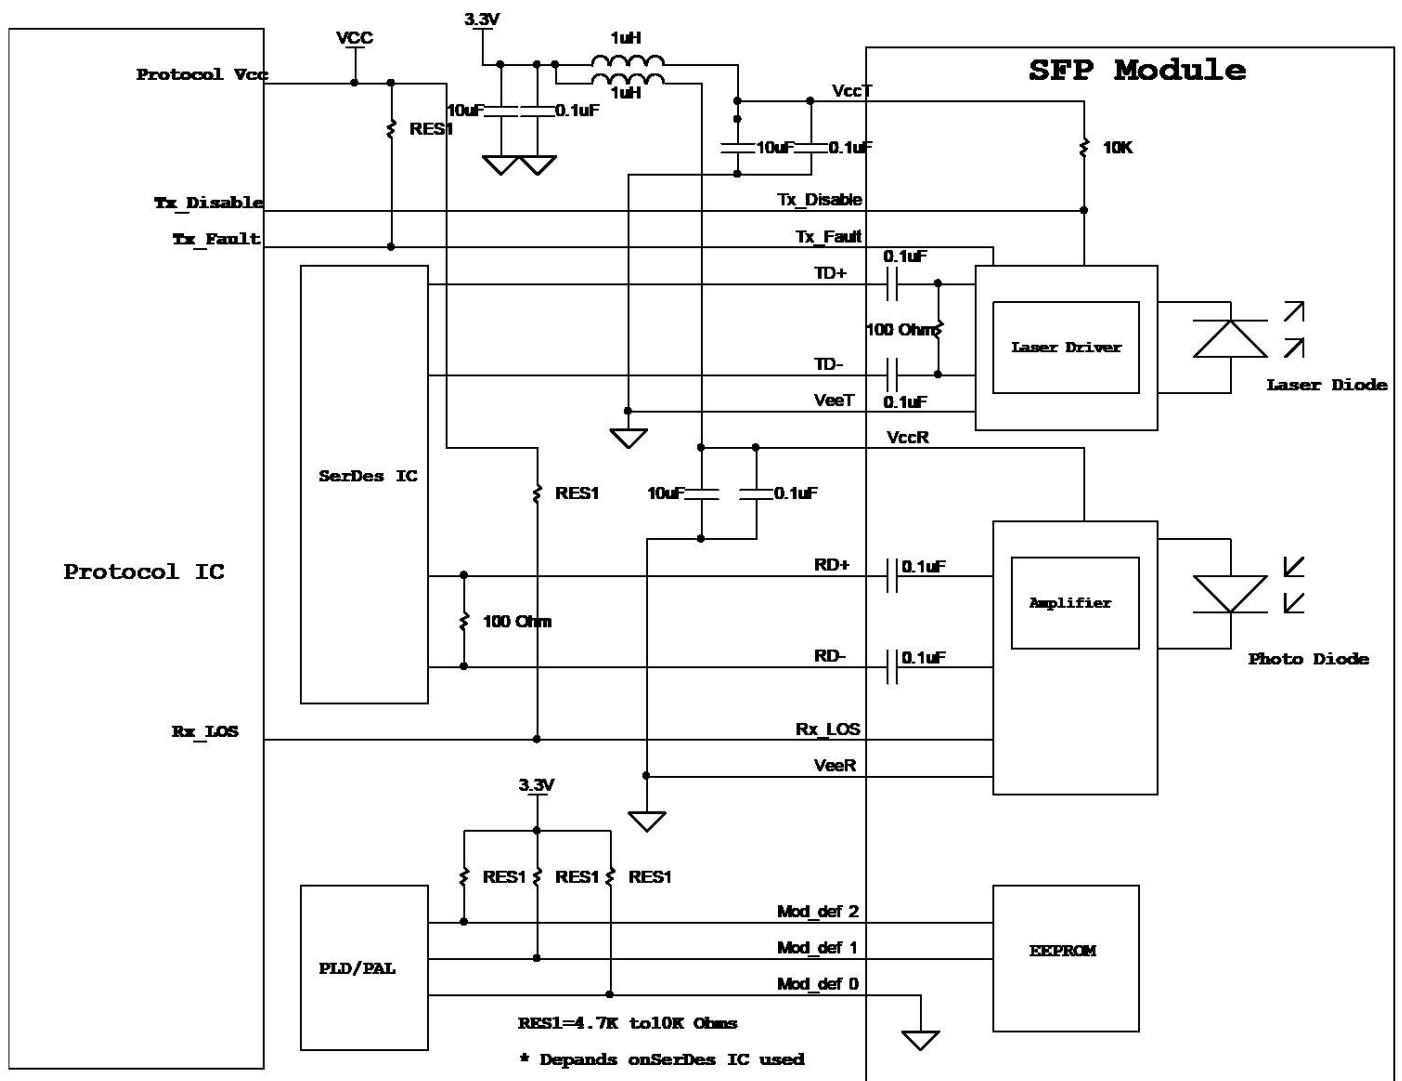 3.3V
VCC
1uH
SFP Module
Protocol Vcc
1uH
VccT
10uF
0.1uF
RES1
10uF
0.1uF
10K
Tx_Disable
Tx_Disable
Tx_Fault
Tx_Fault
0.1uF
TD+
100 Ohm
Laser Driver
TD-
Laser Diode
VeeT
0.1uF
VccR
SerDes IC
RES1
10uF
0.1uF
Protocol IC
RD+
0.1uF
Amplifier
100 Ohm
RD-
0.1uF
Photo Diode
Rx_LOS
Rx_LOS
VeeR
3.3V
RES1
RES1
RES1
Mod_def 2
Mod_def 1
EEPROM
PLD/PAL
Mod_def 0
RES1=4.7K to10K Ohms
* Depands onSerDes IC used